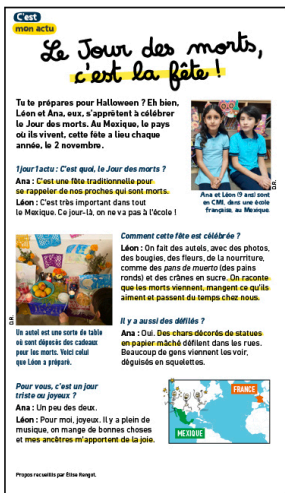 C'est
mon actu
Le Jour des morts,
c'est la fête !
Tu te prépares pour Halloween ? Eh bien,
Léon et Ana, eux, s'apprêtent à célébrer
le Jour des morts. Au Mexique, le pays
où ils vivent, cette fête a lieu chaque
année, le 2 novembre.
1jour1actu : C'est quoi, le Jour des morts ?
Ana : C'est une fête traditionnelle pour
se rappeler de nos proches qui sont morts.
Léon : C'est très important dans tout
le Mexique. Ce jour-là, on ne va pas à l'école !
D.R.
Ana et Léon (9 ans) sont
en CM1, dans une école
française, au Mexique.
D.R.
Un autel est une sorte de table
où sont déposés des cadeaux
pour les morts. Voici celui
que Léon a préparé.
Comment cette fête est célébrée ?
Léon : On fait des autels, avec des photos,
des bougies, des fleurs, de la nourriture,
comme des pans de muerto (des pains
ronds) et des crânes en sucre. On raconte
que les morts viennent, mangent ce qu'ils
aiment et passent du temps chez nous.
Il y a aussi des défilés ?
Ana : Oui. Des chars décorés de statues
en papier mâché défilent dans les rues.
Beaucoup de gens viennent les voir,
déguisés en squelettes.
Pour vous, c'est un jour
triste ou joyeux ?
Ana : Un peu des deux.
Léon : Pour moi, joyeux. Il y a plein de
musique, on mange de bonnes choses
et mes ancêtres m'apportent de la joie.
FRANCE
MEXIQUE
Propos recueillis par Élise Rengot.